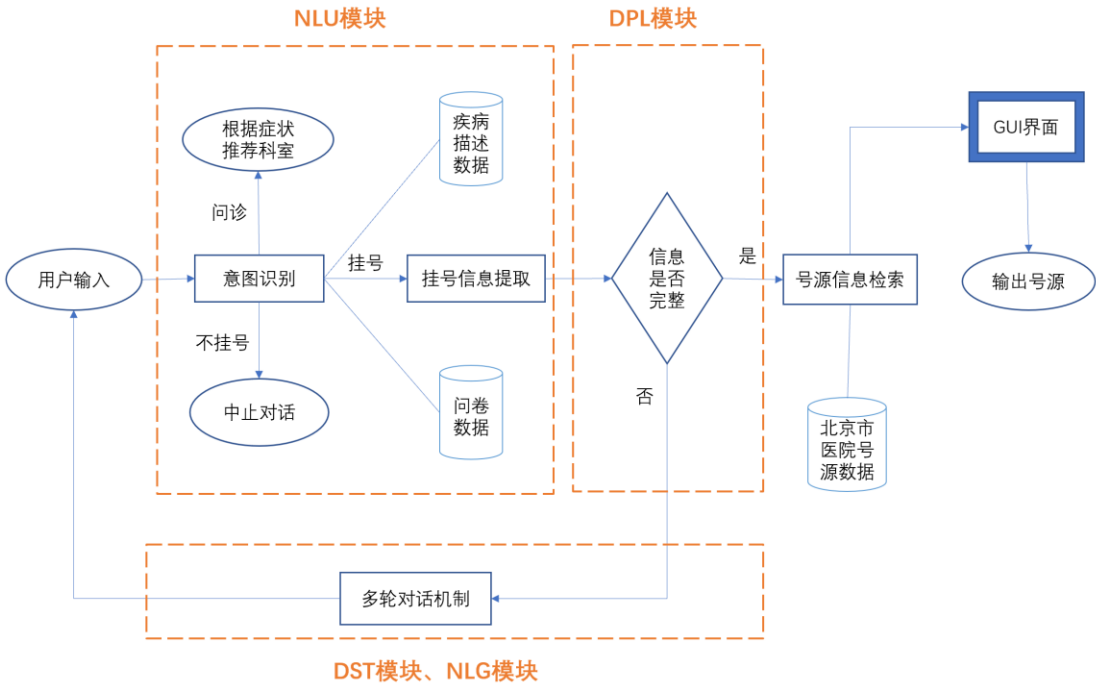 NLU模块
DPL模块
根据症状
推荐科室
疾病
描述
数据
GUI界面
问诊
用户输入
意图识别
挂号
挂号信息提取
信息
是否
完整
是
号源信息检索
输出号源
不挂号
中止对话
问卷
数据
否
北京市
医院号
源数据
多轮对话机制
DST模块、NLG模块